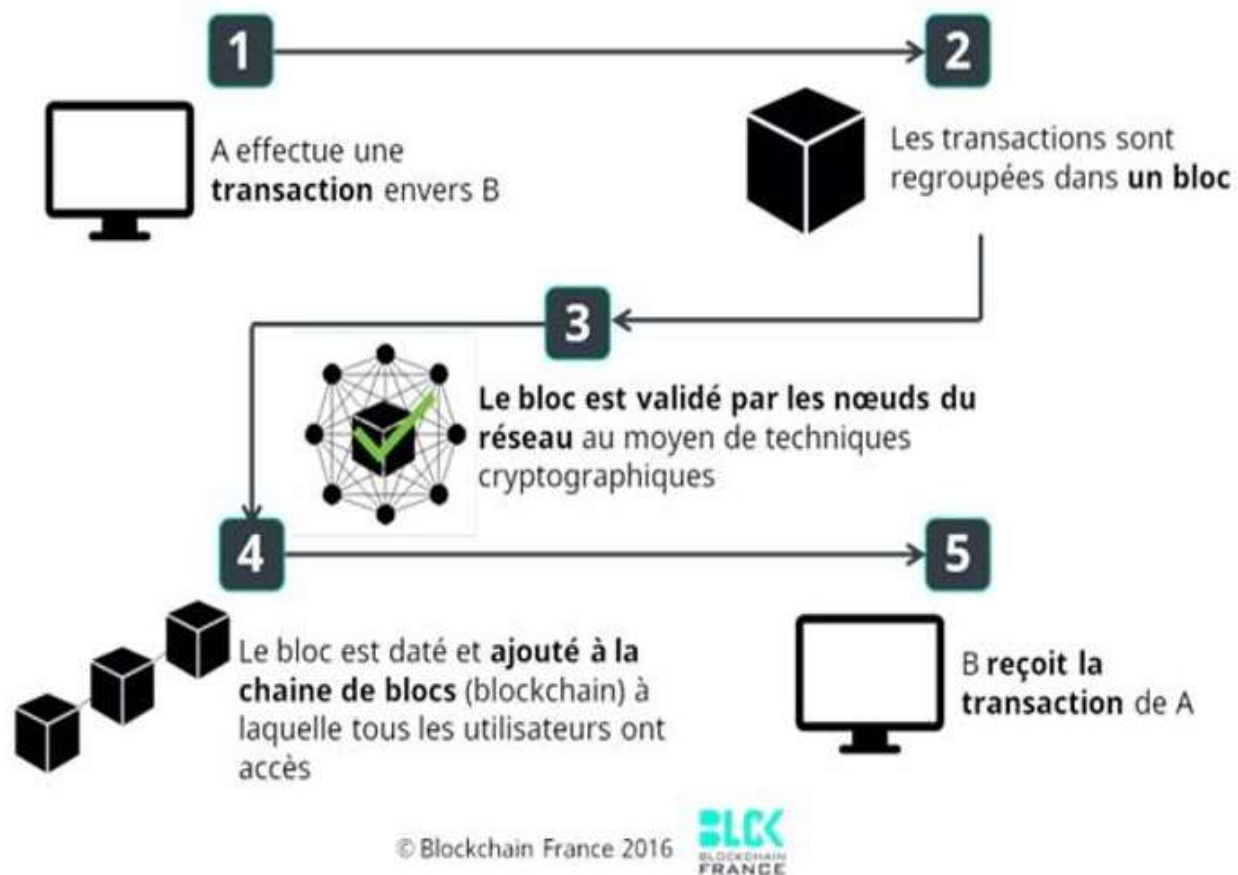 1
2
A effectue une
transaction envers B
Les transactions sont
regroupées dans un bloc
3
Le bloc est validé par les nœuds du
réseau au moyen de techniques
cryptographiques
4
5
Le bloc est daté et ajouté à la
chaine de blocs (blockchain) à
laquelle tous les utilisateurs ont
accès
B reçoit la
transaction de A
© Blockchain France 2016
BLCK
BLOCKCHAIN
FRANCE